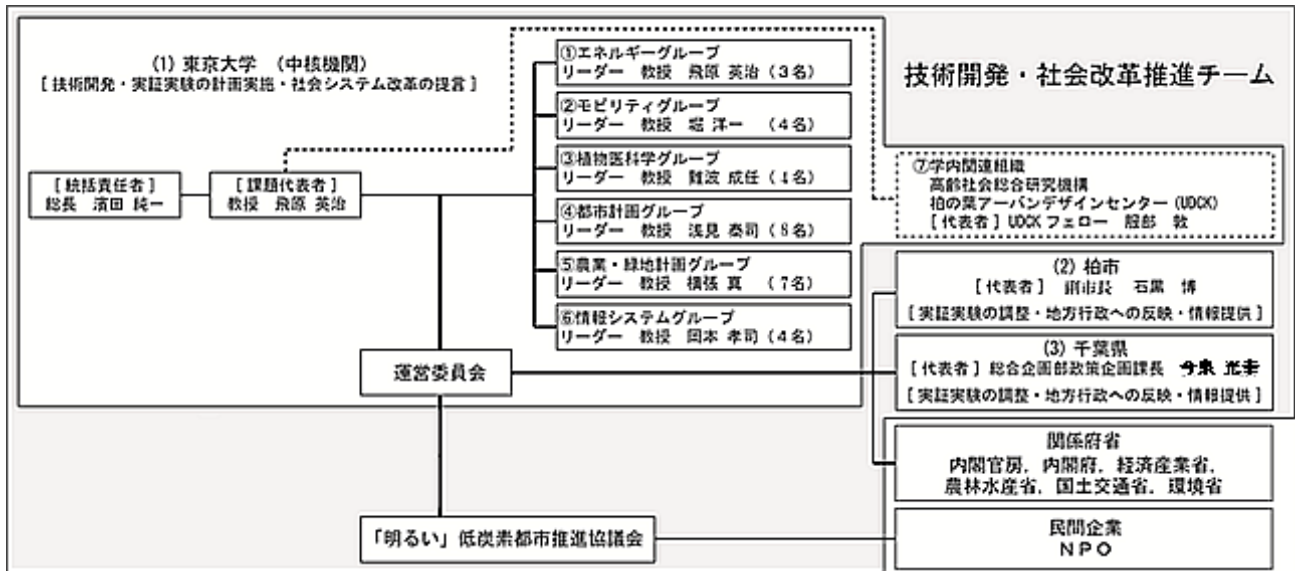 (1) 東京大学 (中核機関)
[技術開発・実証実験の計画実施・社会システム改革の提言]
[統括責任者]
総長 濱田 純一
[課題代表者]
教授 飛原 英治
①エネルギーグループ
リーダー 教授 飛原 英治 (3名)
②モビリティグループ
リーダー 教授 堀 洋一 (4名)
③植物医科学グループ
リーダー 教授 難波 成任 (4名)
④都市計画グループ
リーダー 教授 浅見 泰司 (8名)
⑤農業・緑地計画グループ
リーダー 教授 横張 真 (7名)
⑥情報システムグループ
リーダー 教授 岡本 孝司 (4名)
運営委員会
「明るい」低炭素都市推進協議会
技術開発・社会改革推進チーム
⑦学内関連組織
高齢社会総合研究機構
柏の葉アーバンデザインセンター (UDCK)
[代表者] UDCK フェロー 服部 敦
(2) 柏市
[代表者] 副市長 石黒 博
[実証実験の調整・地方行政への反映・情報提供]
(3) 千葉県
[代表者] 総合企画部政策企画課長 今泉
[実証実験の調整・地方行政への反映・情報提供]
関係府省
内閣官房, 内閣府, 経済産業省,
農林水産省, 国土交通省, 環境省
民間企業
NPO